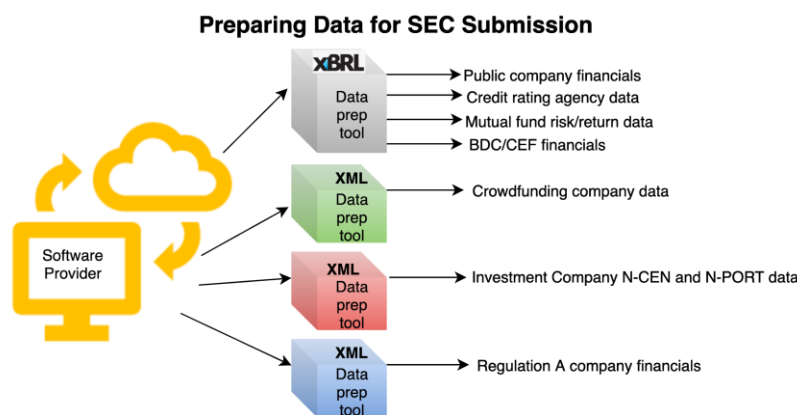 Preparing Data for SEC Submission
XBRL
Data
prep
tool
Public company financials
Credit rating agency data
Mutual fund risk/return data
BDC/CEF financials
XML
Data
prep
tool
Crowdfunding company data
Software
Provider
XML
Data
prep
tool
Investment Company N-CEN and N-PORT data
XML
Data
prep
tool
Regulation A company financials